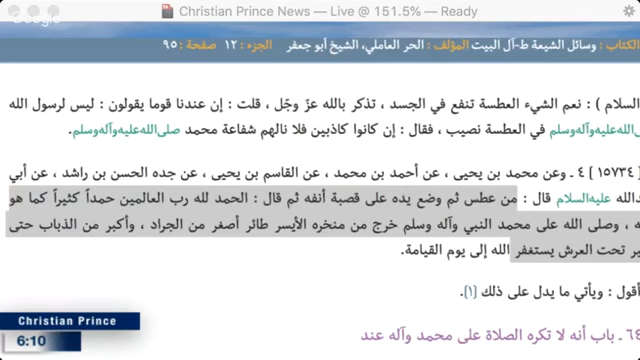 Christian Prince News — Live @ 151.5% — Ready
الكتاب : وسائل الشيعة ط-آل البيت المؤلف : الحر العاملي، الشيخ أبو جعفر الجزء: ١٢ صفحة: ٩٥
السلام ) : نعم الشيء العطسة تنفع في الجسد ، تذكر بالله عزّ وجّل ، قلت : إن عندنا قوما يقولون : ليس لرسول الله
صلى‌الله‌عليه‌وآله‌وسلم في العطسة نصيب ، فقال : إن كانوا كاذبين فلا نالهم شفاعة محمد صلى‌الله‌عليه‌وآله‌وسلم.
[ ١٥٧٣٤ ] ٤ ـ وعن محمد بن يحيى ، عن أحمد بن محمد ، عن القاسم بن يحيى ، عن جده الحسن بن راشد ، عن أبي
عبدالله عليه‌السلام قال : من عطس ثم وضع يده على قصبة أنفه ثم قال : الحمد لله رب العالمين حمداً كثيراً كما هو
، وصلى الله على محمد النبي وآله وسلم خرج من منخره الأيسر طائر أصغر من الجراد ، وأكبر من الذباب حتى
تحت العرش يستغفر الله إلى يوم القيامة.
أقول : ويأتي ما يدل على ذلك [١].
٦٤ ـ باب أنه لا تكره الصلاة على محمد وآله عند
Christian Prince
6:10